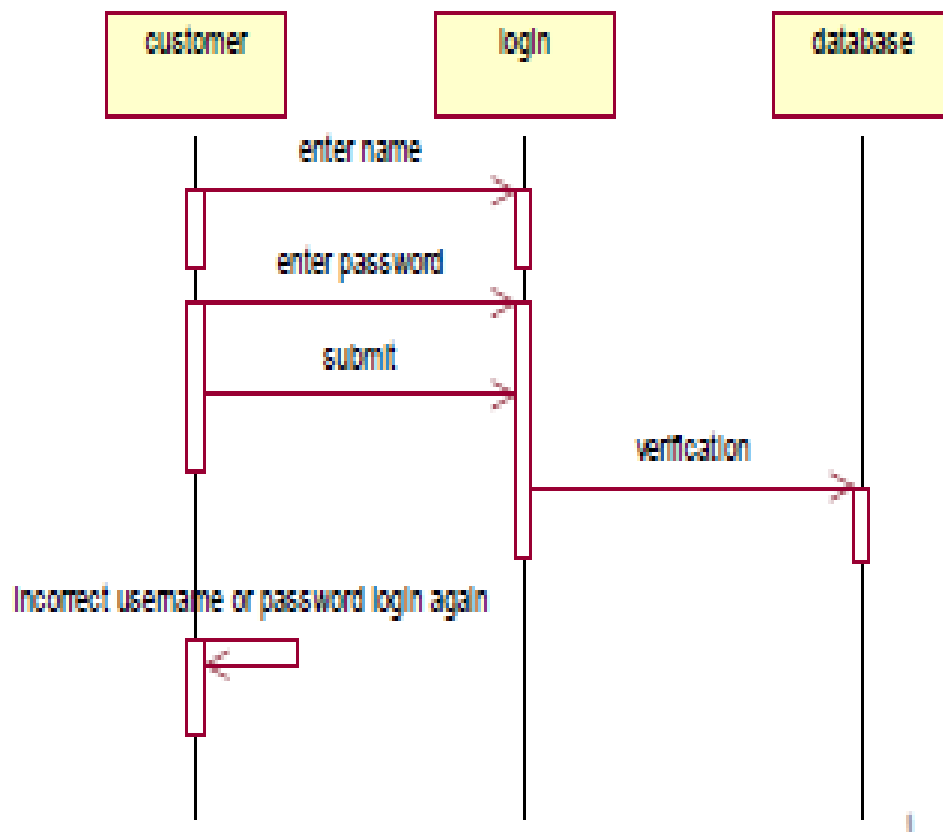 customer
login
database
enter name
enter password
submit
verification
Incorrect username or password login again